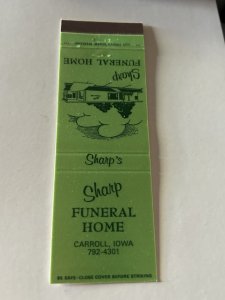 Sharp
FUNERAL HOME
Sharp's
Sharp
FUNERAL
HOME
CARROLL, IOWA
792-4301
BE SAFE - CLOSE COVER BEFORE STRIKING